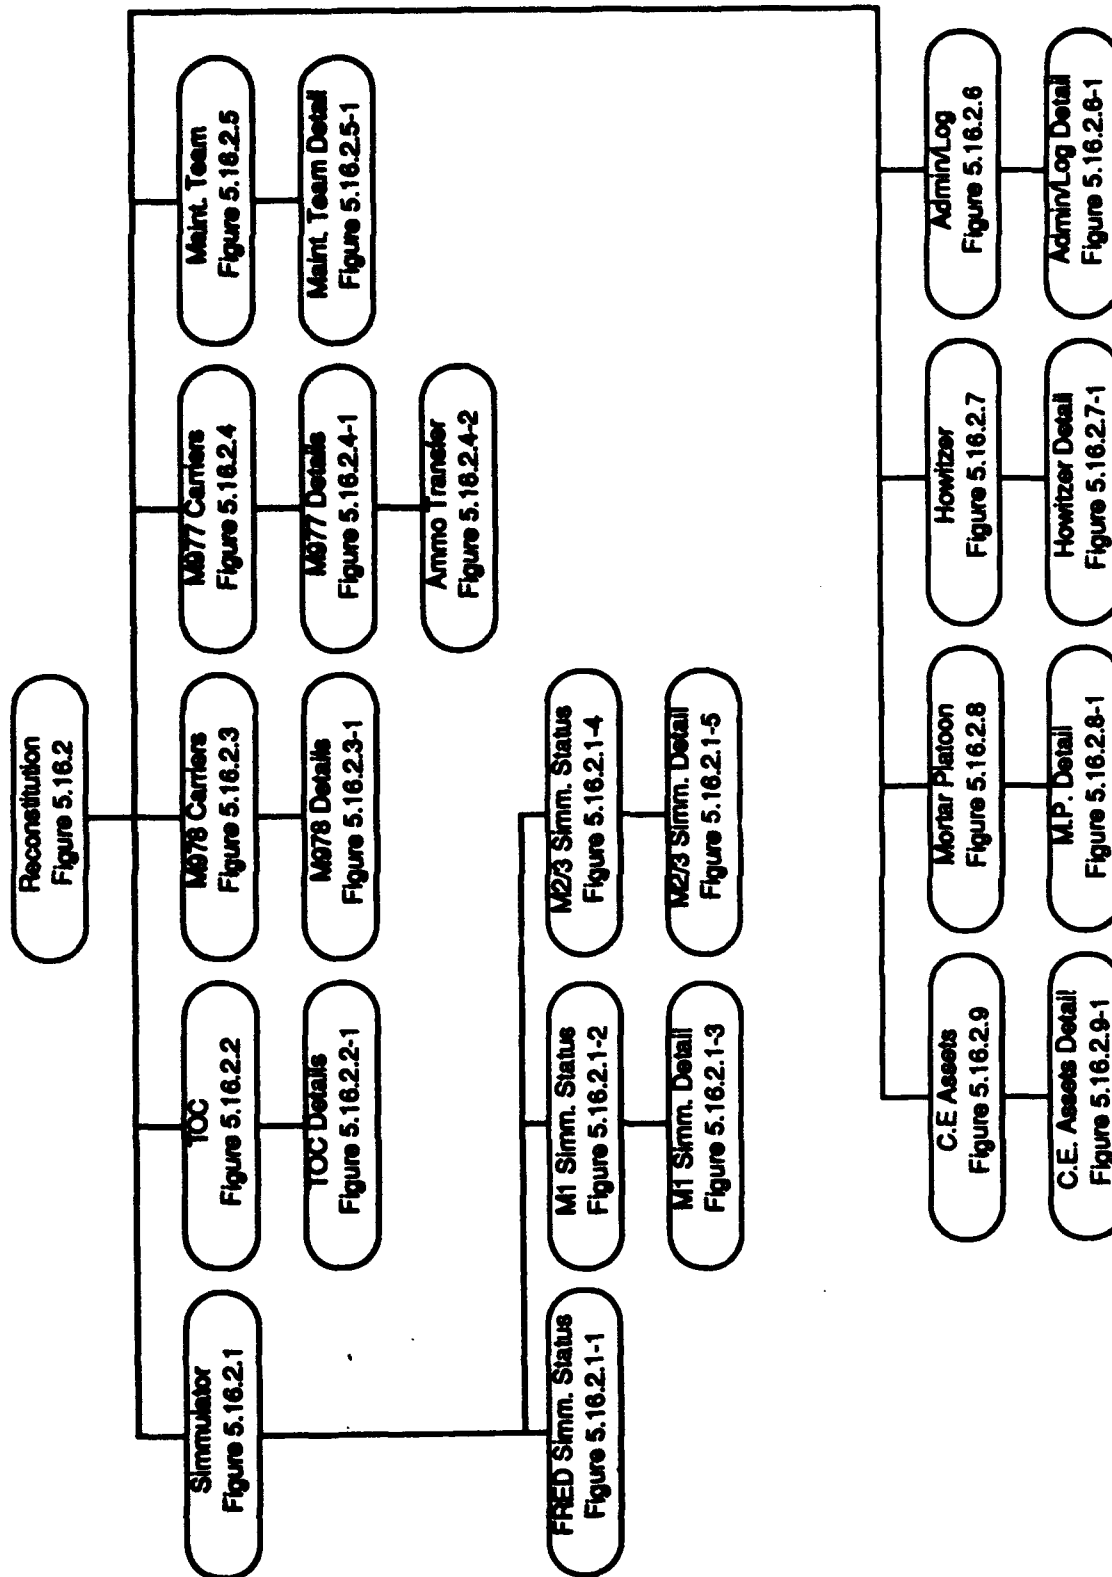 Reconstitution
Figure 5.16.2
Simmulator
Figure 5.16.2.1
TOC
Figure 5.16.2.2
M978 Carriers
Figure 5.16.2.3
M977 Carriers
Figure 5.16.2.4
Maint. Team
Figure 5.16.2.5
TOC Details
Figure 5.16.2.2-1
M978 Details
Figure 5.16.2.3-1
M977 Details
Figure 5.16.2.4-1
Maint. Team Detail
Figure 5.16.2.5-1
Ammo Transfer
Figure 5.16.2.4-2
FRED Simm. Status
Figure 5.16.2.1-1
M1 Simm. Status
Figure 5.16.2.1-2
M2/3 Simm. Status
Figure 5.16.2.1-4
M1 Simm. Detail
Figure 5.16.2.1-3
M2/3 Simm. Detail
Figure 5.16.2.1-5
C.E Assets
Figure 5.16.2.9
Mortar Platoon
Figure 5.16.2.8
Howitzer
Figure 5.16.2.7
Admin/Log
Figure 5.16.2.6
C.E. Assets Detail
Figure 5.16.2.9-1
M.P. Detail
Figure 5.16.2.8-1
Howitzer Detail
Figure 5.16.2.7-1
Admin/Log Detail
Figure 5.16.2.6-1